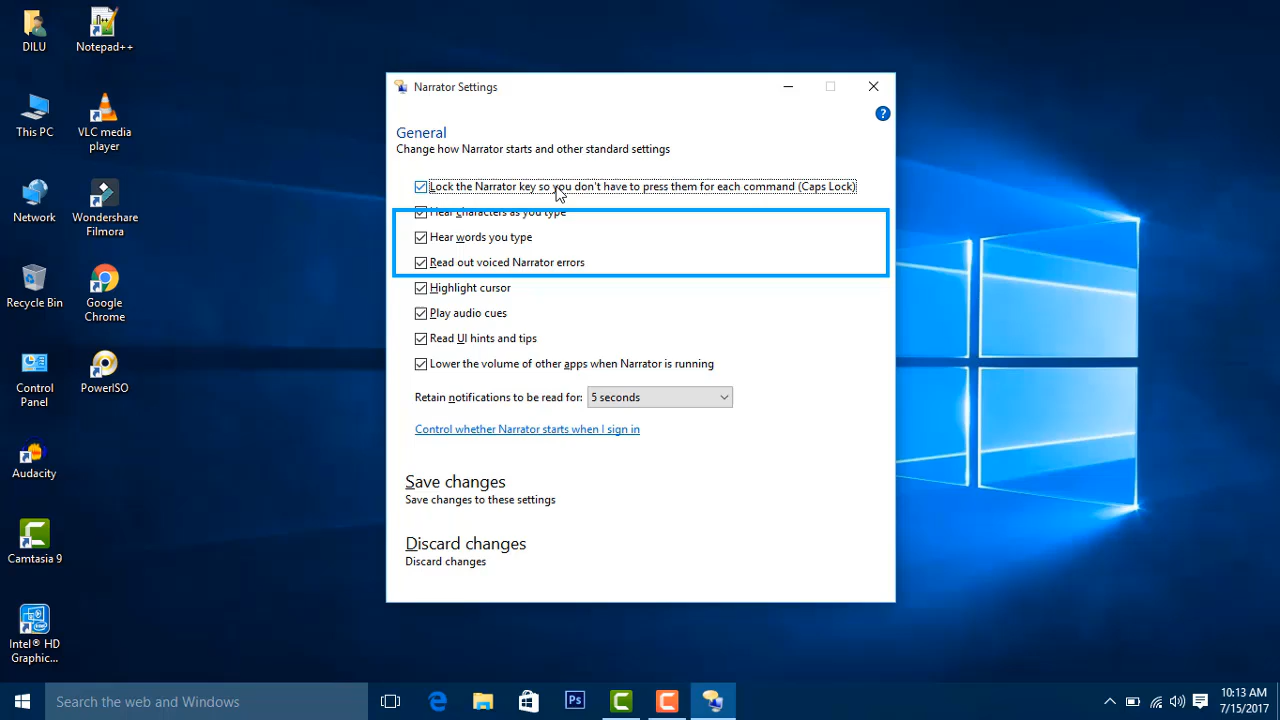 DILU
Notepad++
This PC
VLC media
player
Network
Wondershare
Filmora
Recycle Bin
Google
Chrome
Control
Panel
PowerISO
Audacity
Camtasia 9
Intel® HD
Graphic...
Narrator Settings
General
Change how Narrator starts and other standard settings
Lock the Narrator key so you don't have to press them for each command (Caps Lock)
Hear characters as you type
Hear words you type
Read out voiced Narrator errors
Highlight cursor
Play audio cues
Read UI hints and tips
Lower the volume of other apps when Narrator is running
Retain notifications to be read for: 5 seconds
Control whether Narrator starts when I sign in
Save changes
Save changes to these settings
Discard changes
Discard changes
Search the web and Windows
Ps
10:13 AM
7/15/2017